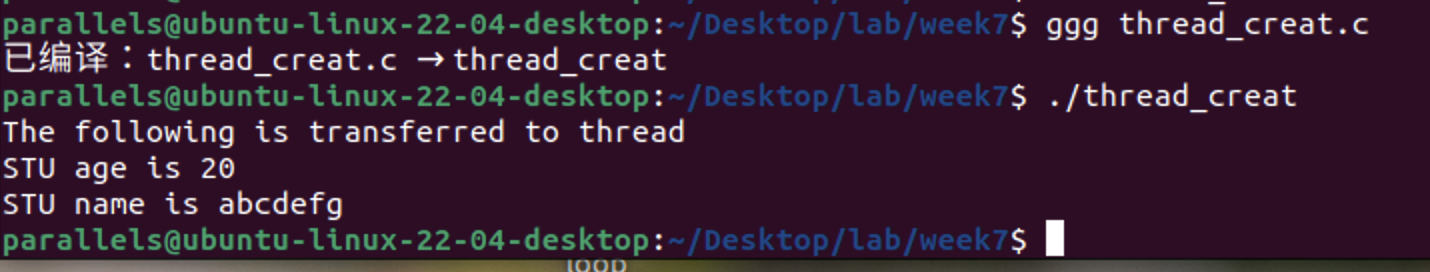 parallels@ubuntu-linux-22-04-desktop:~/Desktop/lab/week7$ ggg thread_creat.c
已编译：thread_creat.c →thread_creat
parallels@ubuntu-linux-22-04-desktop:~/Desktop/lab/week7$ ./thread_creat
The following is transferred to thread
STU age is 20
STU name is abcdefg
parallels@ubuntu-linux-22-04-desktop:~/Desktop/lab/week7$
loop